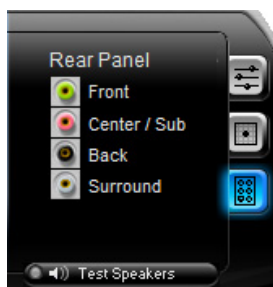 Rear Panel
Front
Center / Sub
Back
Surround
Test Speakers